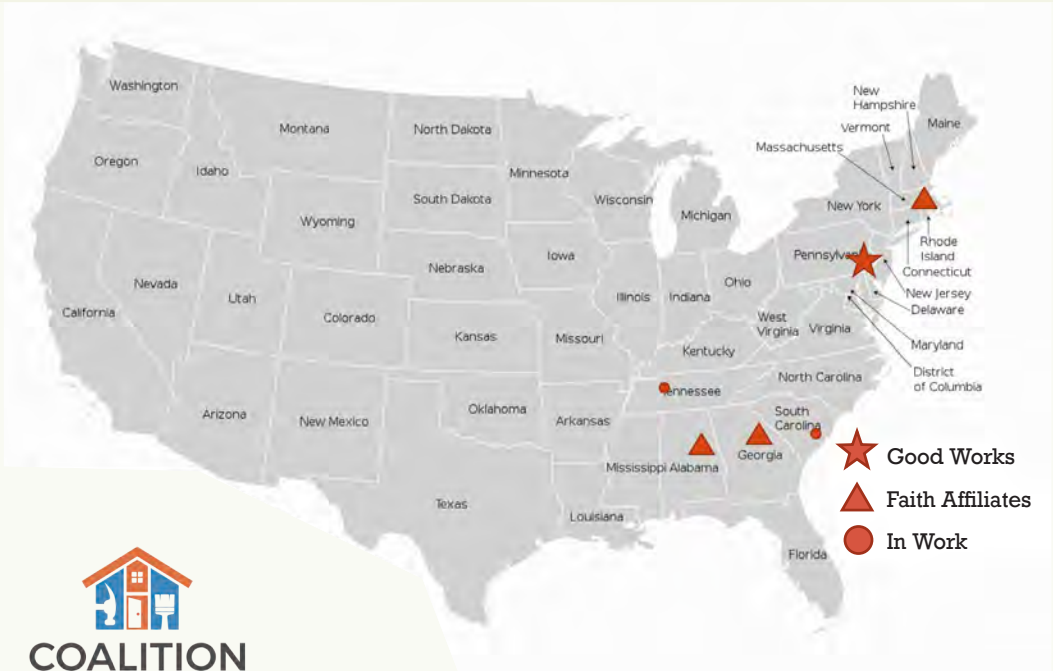 Washington
Montana
North Dakota
Minnesota
Oregon
Idaho
Wyoming
South Dakota
Wisconsin
Michigan
New
Hampshire
Vermont
Maine
Massachusetts
New York
Nebraska
Iowa
Pennsylva
Rhode
Island
Connecticut
New Jersey
Delaware
Maryland
District
of Columbia
Nevada
Utah
Colorado
California
Kansas
Missouri
Illinois
Indiana
Ohio
West
Virginia
Virginia
Kentucky
North Carolina
ennessee
South
Carolina
Arizona
New Mexico
Oklahoma
Arkansas
Mississippi
Alabama
Georgia
Texas
Louisiana
Florida
Good Works
Faith Affiliates
In Work
COALITION